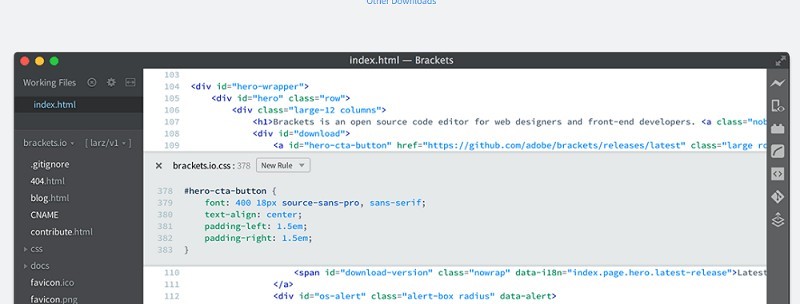 Other Downloads
index.html — Brackets
Working Files
index.html
brackets.io
[ larz/v1 ]
.gitignore
404.html
blog.html
CNAME
contribute.html
css
docs
favicon.ico
favicon.png
103
104 <div id="hero-wrapper">
105 <div id="hero" class="row">
106 <div class="large-12 columns">
107 <h1>Brackets is an open source code editor for web designers and front-end developers. <a class="nob
108 <div id="download">
109 <a id="hero-cta-button" href="https://github.com/adobe/brackets/releases/latest" class="large ro
brackets.io.css : 378 New Rule
378 #hero-cta-button {
379 font: 400 18px source-sans-pro, sans-serif;
380 text-align: center;
381 padding-left: 1.5em;
382 padding-right: 1.5em;
383 }
110 <span id="download-version" class="nowrap" data-i18n="index.page.hero.latest-release">Latest
111 </a>
112 <div id="os-alert" class="alert-box radius" data-alert>